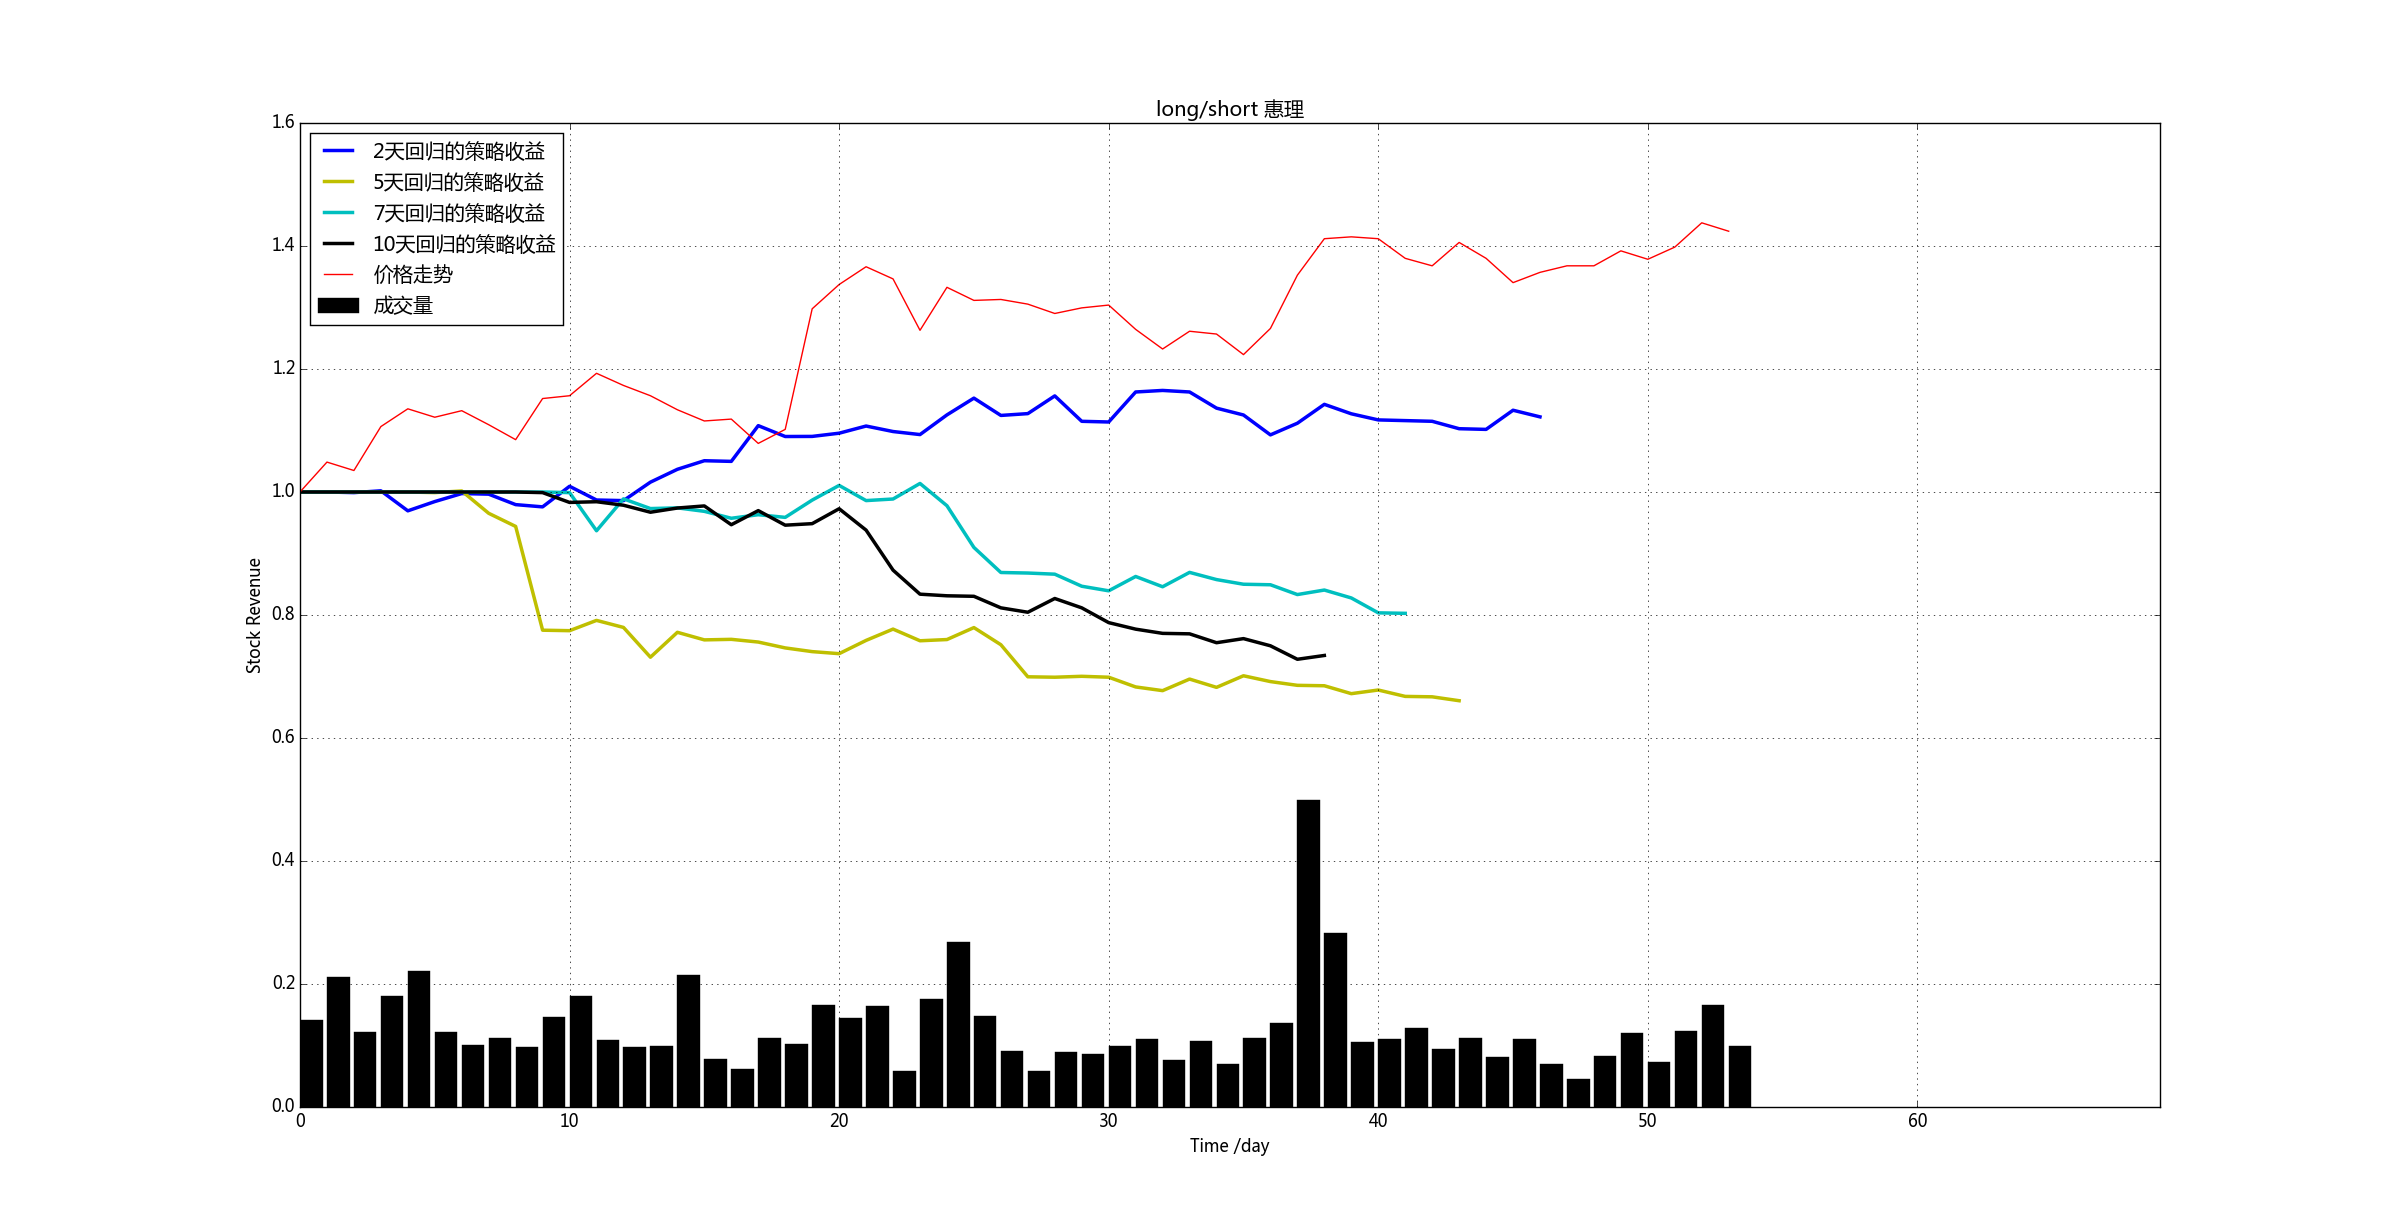 long/short 惠理
1.6
1.4
1.2
1.0
0.8
0.6
0.4
0.2
0.0
2天回归的策略收益
5天回归的策略收益
7天回归的策略收益
10天回归的策略收益
价格走势
成交量
Stock Revenue
0 10 20 30 40 50 60
Time /day